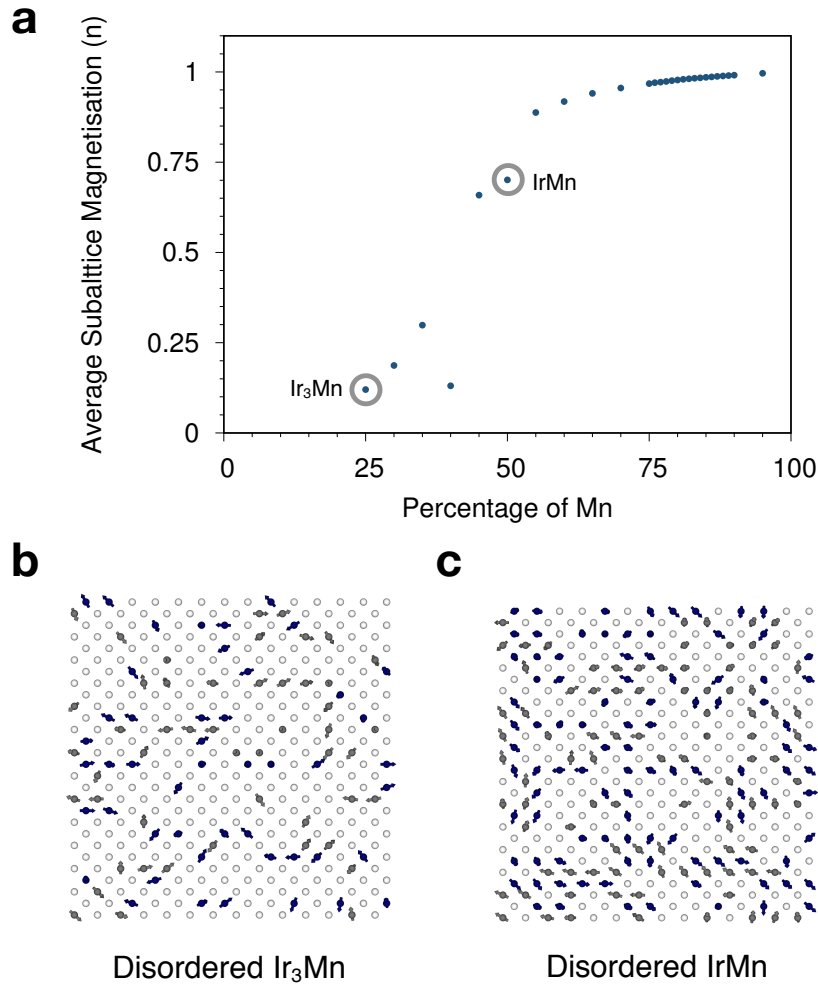 a
Average Subalttice Magnetisation (n)
1
0.75
0.5
0.25
0
IrMn
Ir₃Mn
0 25 50 75 100
Percentage of Mn
b
c
Disordered Ir₃Mn
Disordered IrMn